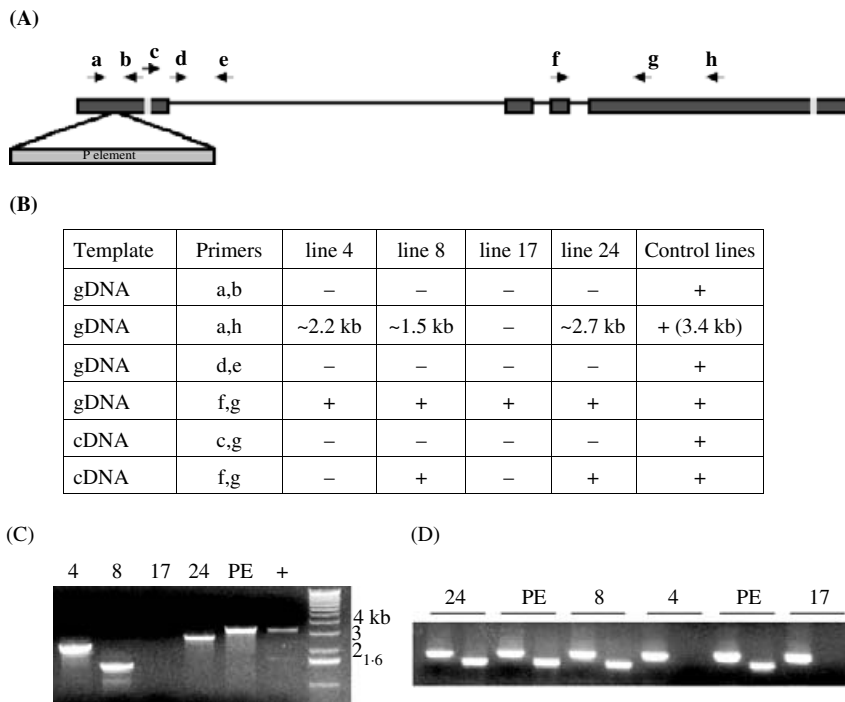 (A)
a b c d e f g h
P element
(B)
Template Primers line 4 line 8 line 17 line 24 Control lines
gDNA a,b – – – – +
gDNA a,h ~2.2 kb ~1.5 kb – ~2.7 kb + (3.4 kb)
gDNA d,e – – – – +
gDNA f,g + + + + +
cDNA c,g – – – – +
cDNA f,g – + – + +
(C) (D)
4 8 17 24 PE +
4 kb
3
2
1·6
24 PE 8 4 PE 17